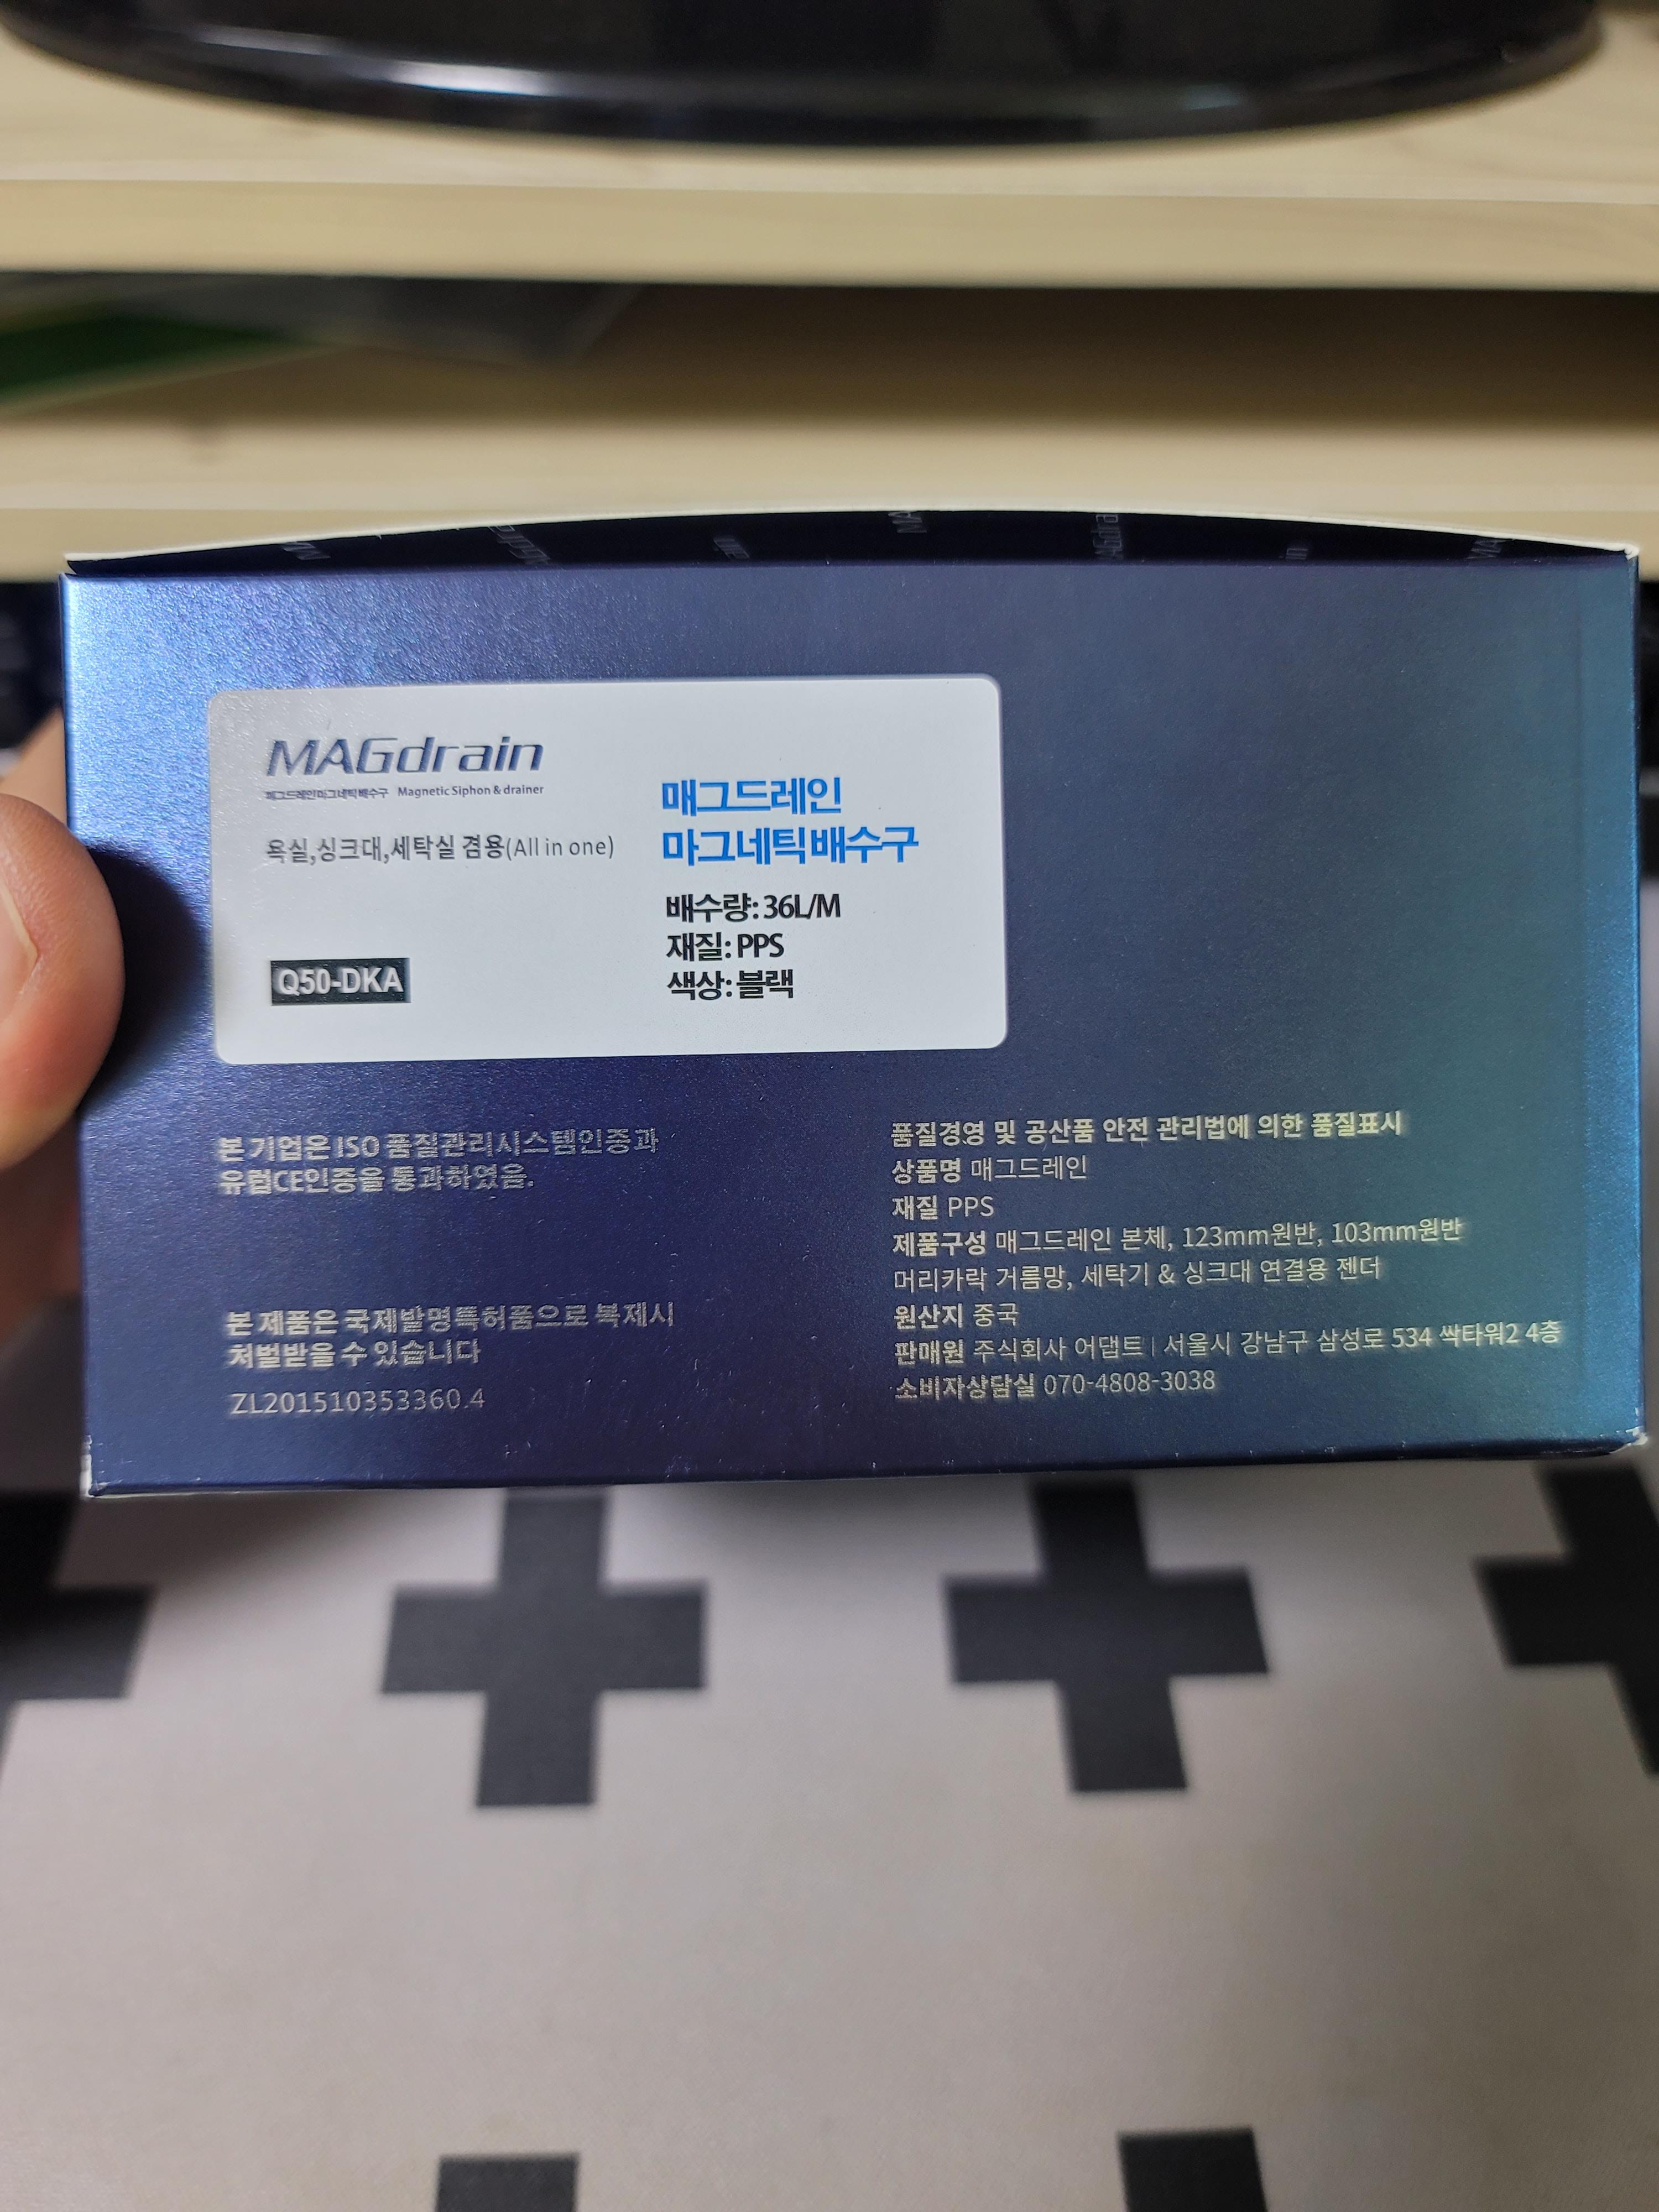 MAGdrain
매그드레인마그네틱배수구 Magnetic Siphon & drainer
욕실,싱크대,세탁실 겸용(All in one)
Q50-DKA
매그드레인
마그네틱배수구
배수량: 36L/M
재질: PPS
색상: 블랙
본 기업은 ISO 품질관리시스템인증과
유럽CE인증을 통과하였음.
본 제품은 국제발명특허품으로 복제시
처벌받을 수 있습니다
ZL201510353360.4
품질경영 및 공산품 안전 관리법에 의한 품질표시
상품명 매그드레인
재질 PPS
제품구성 매그드레인 본체, 123mm원반, 103mm원반
머리카락 거름망, 세탁기 & 싱크대 연결용 젠더
원산지 중국
판매원 주식회사 어댑트 | 서울시 강남구 삼성로 534 싹타워2 4층
소비자상담실 070-4808-3038